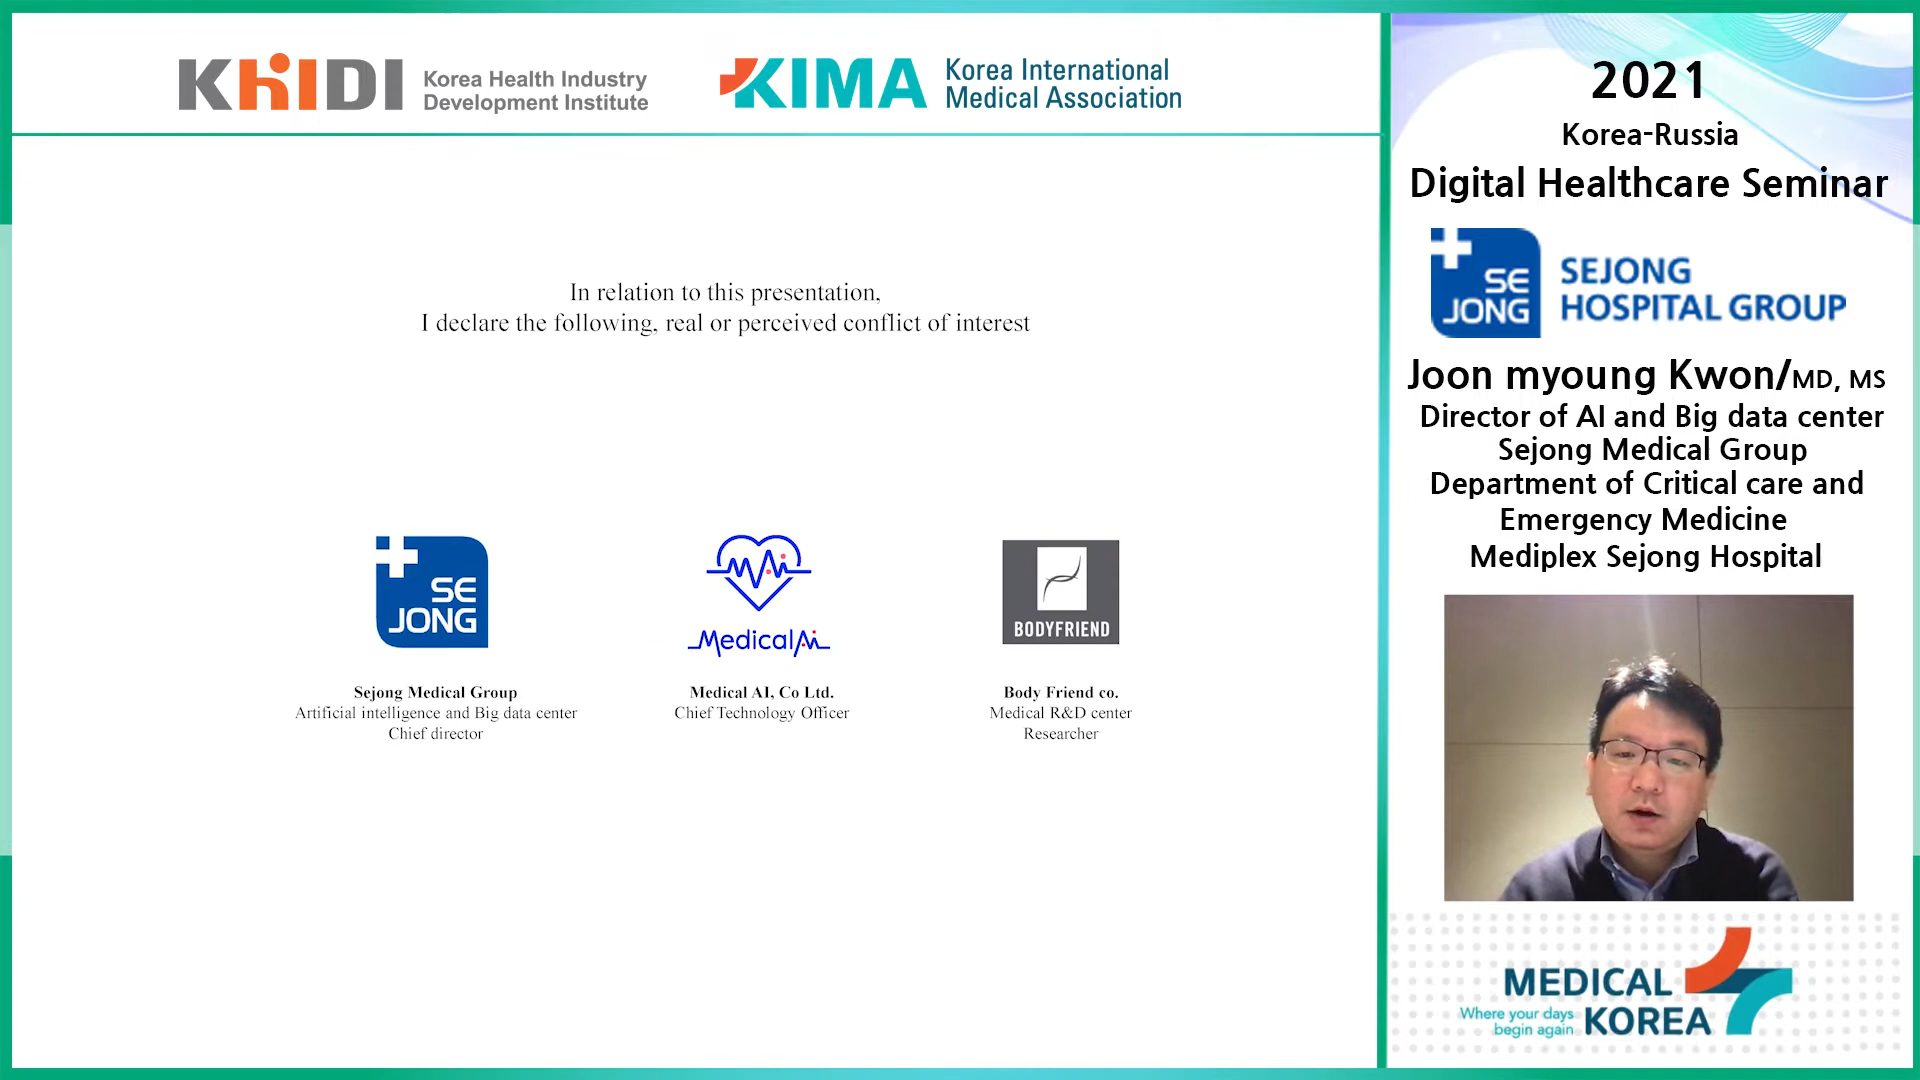 KHIDI Korea Health Industry
Development Institute
KIMA Korea International
Medical Association
In relation to this presentation,
I declare the following, real or perceived conflict of interest
SE
JONG
Sejong Medical Group
Artificial intelligence and Big data center
Chief director
MAi
MedicalAi
Medical AI, Co Ltd.
Chief Technology Officer
BODYFRIEND
Body Friend co.
Medical R&D center
Researcher
2021
Korea-Russia
Digital Healthcare Seminar
SE
JONG
SEJONG
HOSPITAL GROUP
Joon myoung Kwon/MD, MS
Director of AI and Big data center
Sejong Medical Group
Department of Critical care and
Emergency Medicine
Mediplex Sejong Hospital
MEDICAL
KOREA
Where your days
begin again